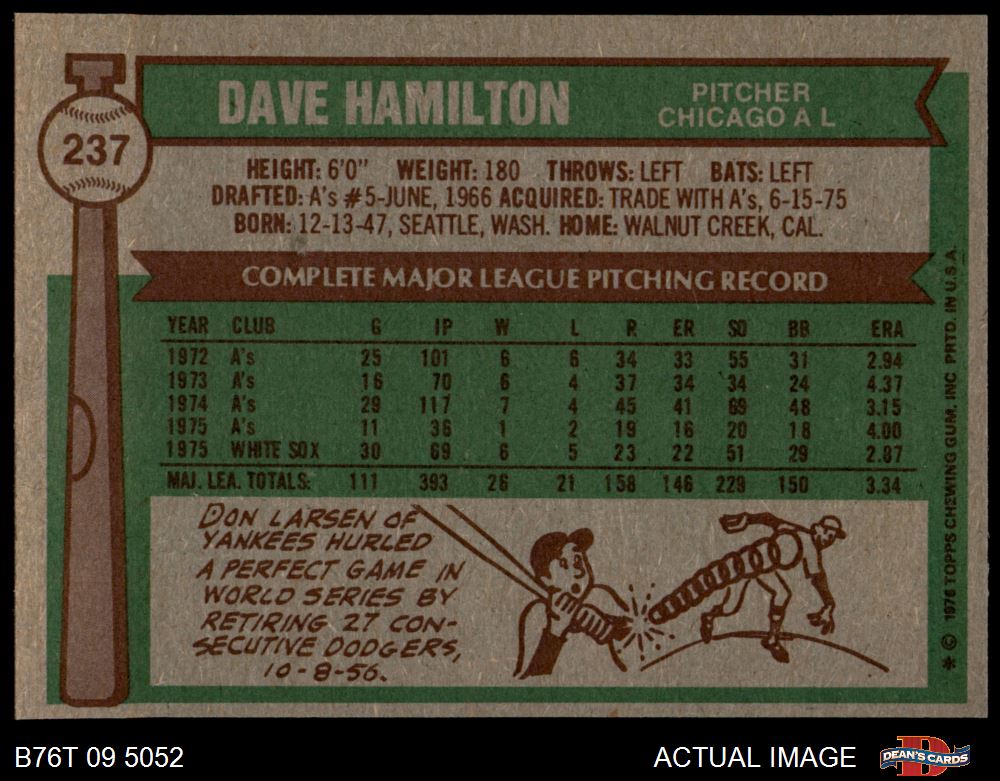 237
DAVE HAMILTON
PITCHER
CHICAGO A L
HEIGHT: 6'0" WEIGHT: 180 THROWS: LEFT BATS: LEFT
DRAFTED: A's #5-JUNE, 1966 ACQUIRED: TRADE WITH A's, 6-15-75
BORN: 12-13-47, SEATTLE, WASH. HOME: WALNUT CREEK, CAL.
COMPLETE MAJOR LEAGUE PITCHING RECORD
YEAR CLUB G IP W L R ER SO BB ERA
1972 A's 25 101 6 6 34 33 55 31 2.94
1973 A's 16 70 6 4 37 34 34 24 4.37
1974 A's 29 117 7 4 45 41 69 48 3.15
1975 A's 11 36 1 2 19 16 20 18 4.00
1975 WHITE SOX 30 69 6 5 23 22 51 29 2.87
MAJ. LEA. TOTALS: 111 393 26 21 158 146 229 150 3.34
DON LARSEN OF
YANKEES HURLED
A PERFECT GAME IN
WORLD SERIES BY
RETIRING 27 CON-
SECUTIVE DODGERS,
10-8-56.
* © 1976 TOPPS CHEWING GUM, INC PRTD. IN U.S.A.
B76T 09 5052
ACTUAL IMAGE
DEAN'S CARDS